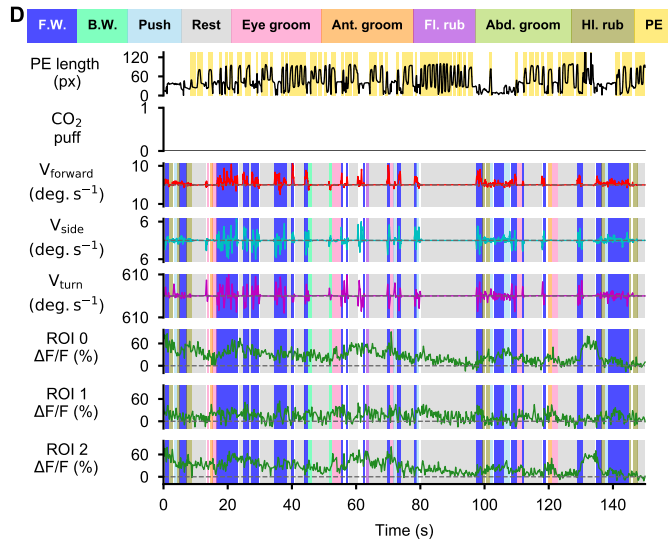 D
F.W. B.W. Push Rest Eye groom Ant. groom Fl. rub Abd. groom Hl. rub PE
PE length
(px)
120
60
0
CO2
puff
1
0
Vforward
(deg. s−1)
10
10
Vside
(deg. s−1)
6
6
Vturn
(deg. s−1)
610
610
ROI 0
ΔF/F (%)
60
0
ROI 1
ΔF/F (%)
60
0
ROI 2
ΔF/F (%)
60
0
0 20 40 60 80 100 120 140
Time (s)